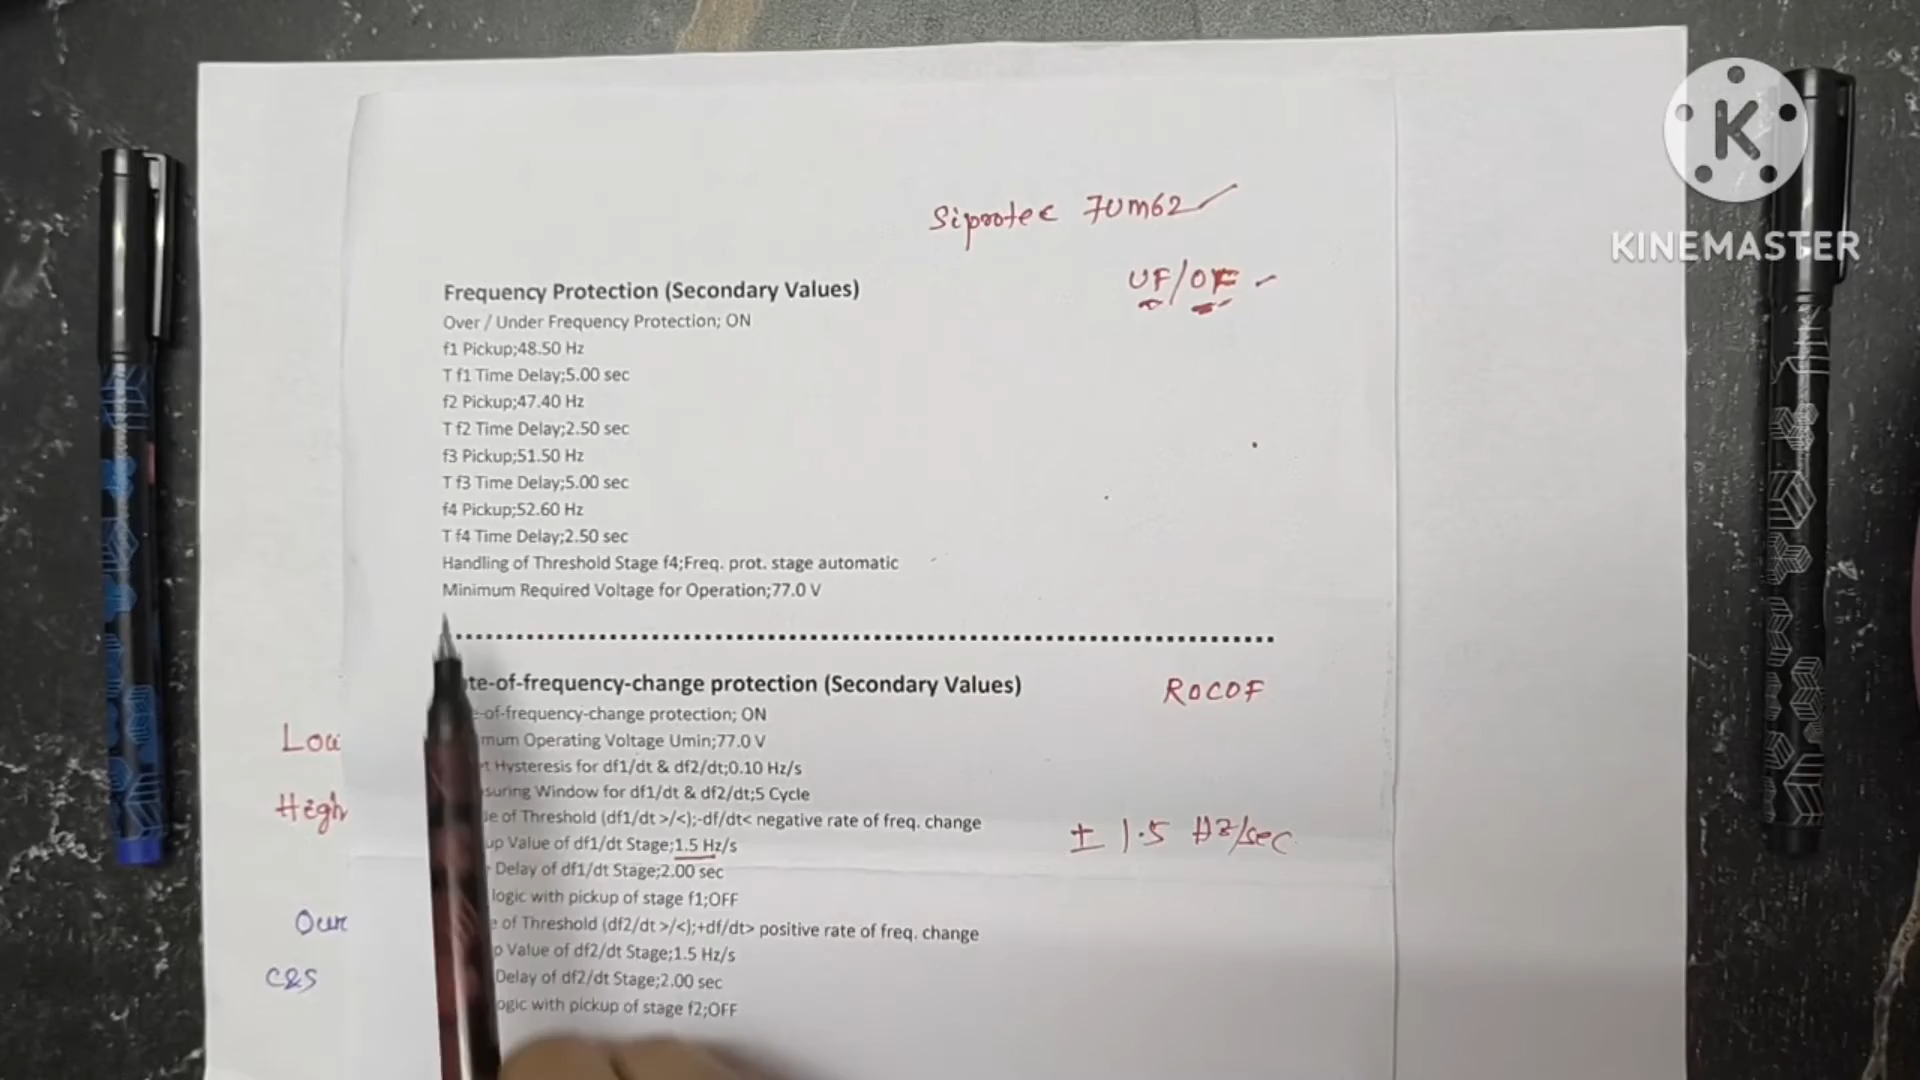 Siprotec 7UM62
UF/OF
KINEMASTER
Frequency Protection (Secondary Values)
Over / Under Frequency Protection; ON
f1 Pickup;48.50 Hz
T f1 Time Delay;5.00 sec
f2 Pickup;47.40 Hz
T f2 Time Delay;2.50 sec
f3 Pickup;51.50 Hz
T f3 Time Delay;5.00 sec
f4 Pickup;52.60 Hz
T f4 Time Delay;2.50 sec
Handling of Threshold Stage f4;Freq. prot. stage automatic
Minimum Required Voltage for Operation;77.0 V
te-of-frequency-change protection (Secondary Values)
ROCOF
-of-frequency-change protection; ON
Low
mum Operating Voltage Umin;77.0 V
t Hysteresis for df1/dt & df2/dt;0.10 Hz/s
High
suring Window for df1/dt & df2/dt;5 Cycle
e of Threshold (df1/dt >/<);-df/dt< negative rate of freq. change
± 1.5 Hz/sec
up Value of df1/dt Stage;1.5 Hz/s
Delay of df1/dt Stage;2.00 sec
logic with pickup of stage f1;OFF
Our
e of Threshold (df2/dt >/<);+df/dt> positive rate of freq. change
p Value of df2/dt Stage;1.5 Hz/s
C&S
Delay of df2/dt Stage;2.00 sec
ogic with pickup of stage f2;OFF